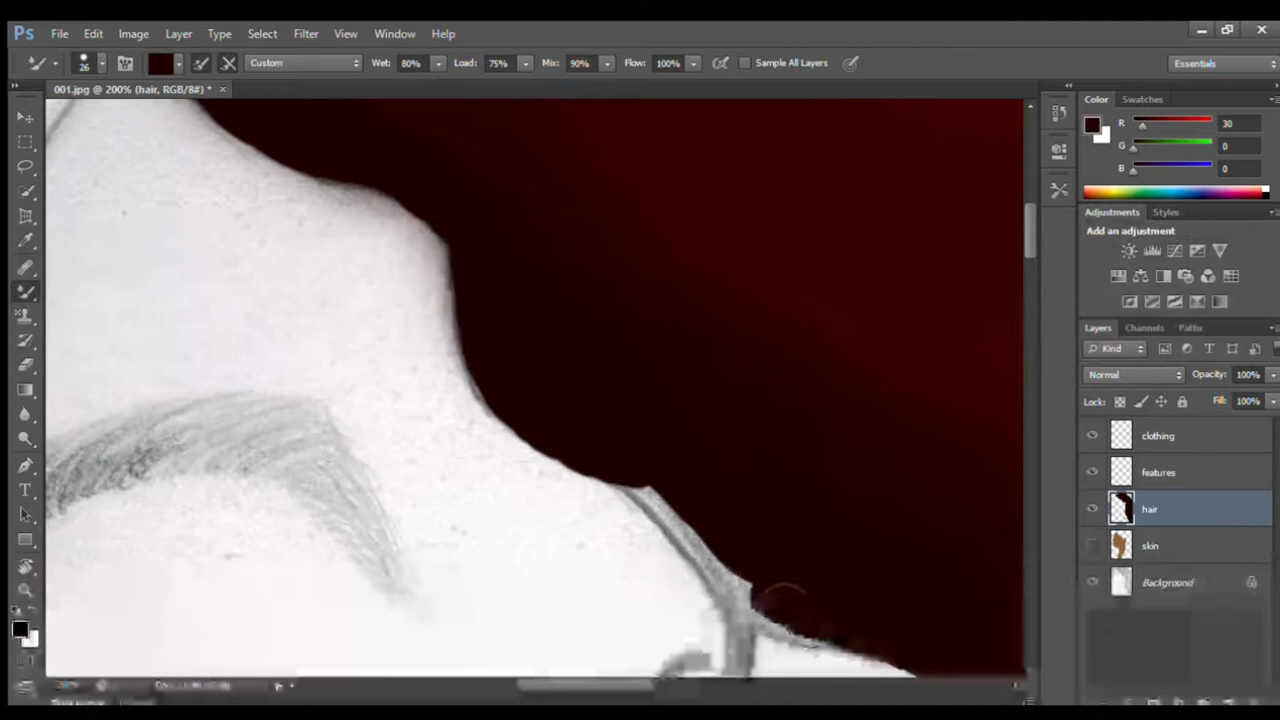 Ps File Edit Image Layer Type Select Filter View Window Help
26 Custom Wet: 80% Load: 75% Mix: 90% Flow: 100% Sample All Layers Essentials
001.jpg @ 200% (hair, RGB/8#) * ×
Color Swatches
R 30
G 0
B 0
Adjustments Styles
Add an adjustment
Layers Channels Paths
Kind
Normal Opacity: 100%
Lock: Fill: 100%
clothing
features
hair
skin
Background